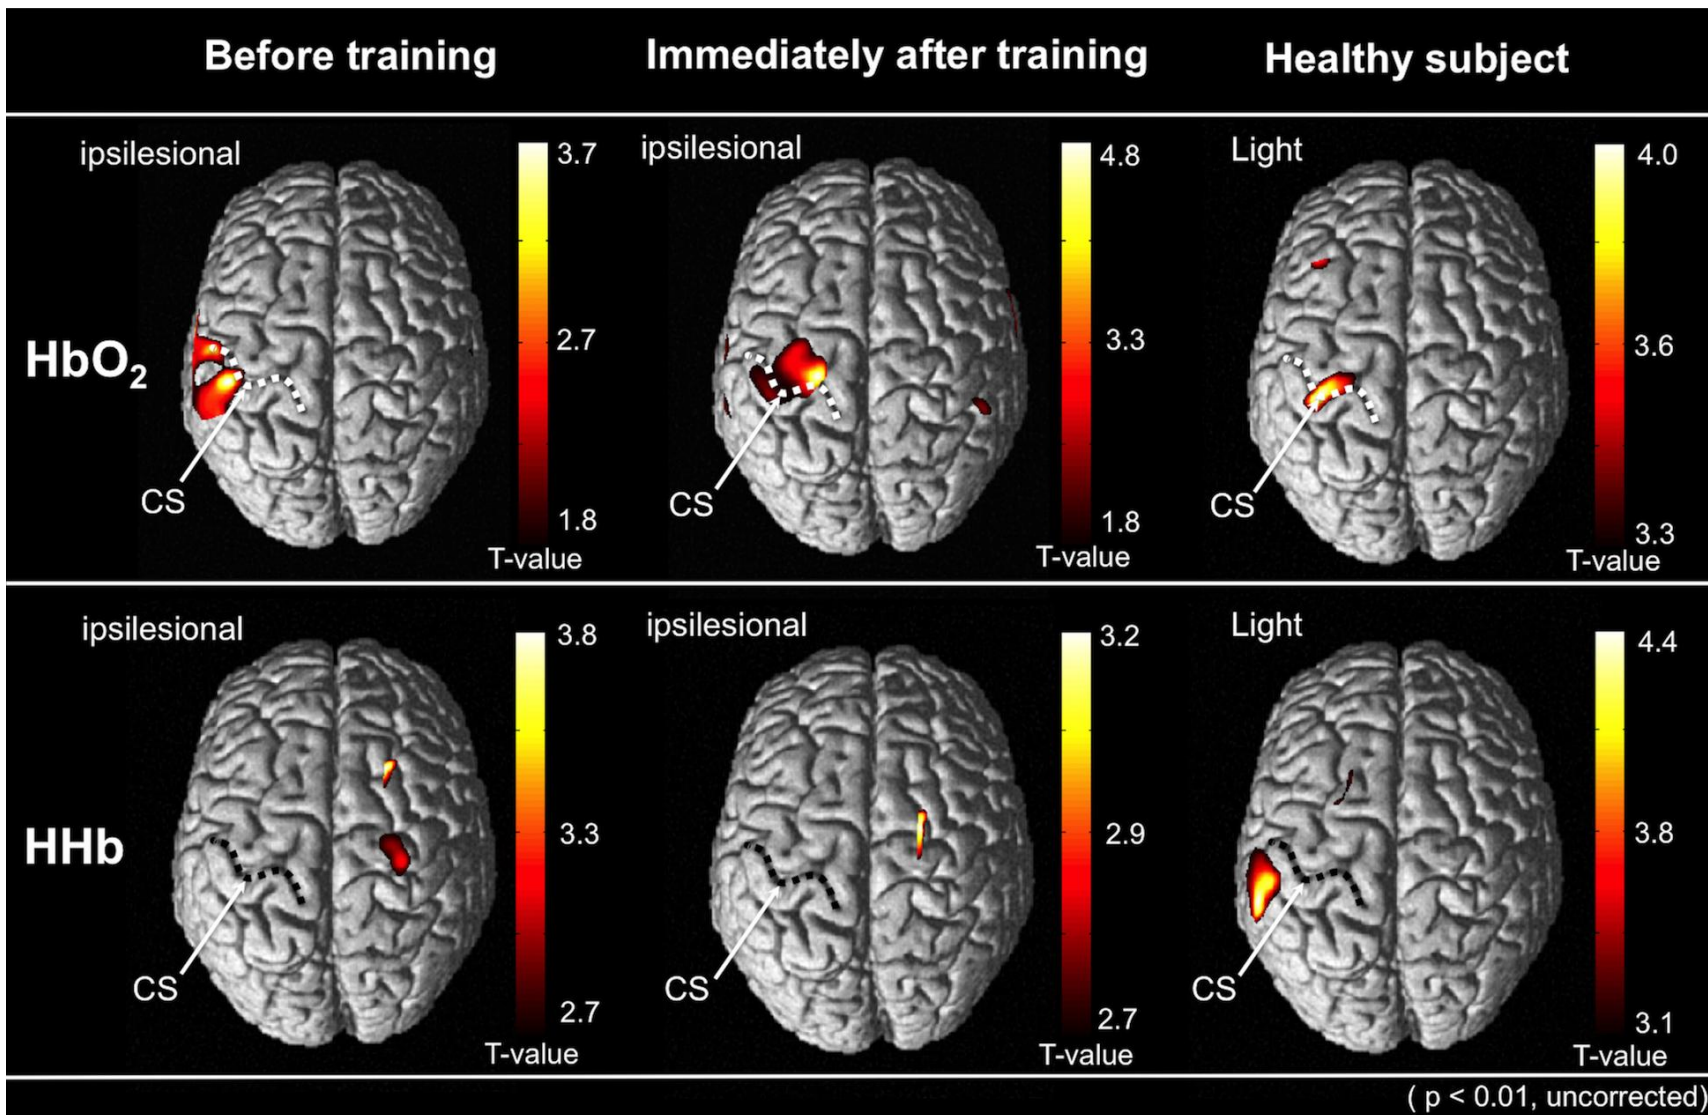 Before training
Immediately after training
Healthy subject
ipsilesional
3.7
2.7
1.8
T-value
CS
ipsilesional
4.8
3.3
1.8
T-value
CS
Light
4.0
3.6
3.3
T-value
CS
HbO₂
ipsilesional
3.8
3.3
2.7
T-value
CS
ipsilesional
3.2
2.9
2.7
T-value
CS
Light
4.4
3.8
3.1
T-value
CS
HHb
( p < 0.01, uncorrected)